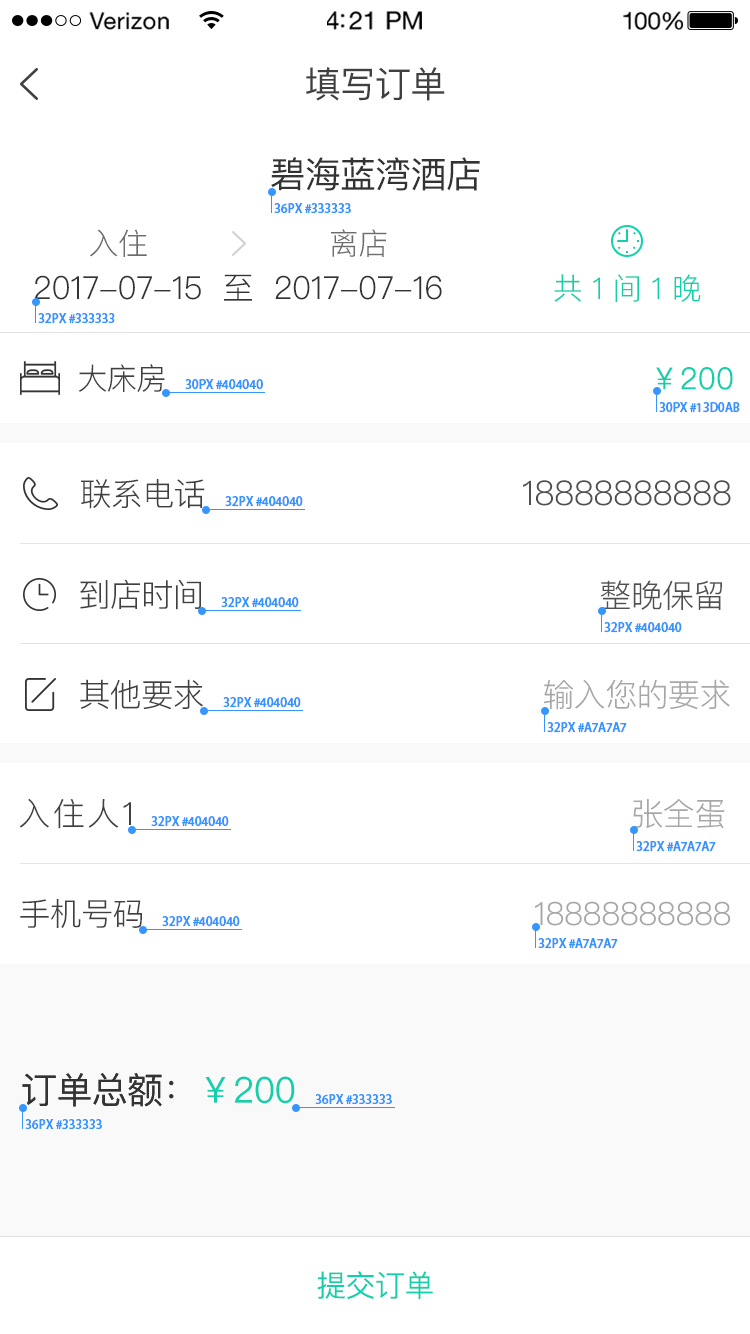 Verizon 4:21 PM 100%
填写订单
碧海蓝湾酒店
36PX #333333
入住 离店
2017-07-15 至 2017-07-16 共 1 间 1 晚
32PX #333333
大床房 30PX #404040 ¥ 200
30PX #13D0AB
联系电话 32PX #404040 18888888888
到店时间 32PX #404040 整晚保留
32PX #404040
其他要求 32PX #404040 输入您的要求
32PX #A7A7A7
入住人1 32PX #404040 张全蛋
32PX #A7A7A7
手机号码 32PX #404040 18888888888
32PX #A7A7A7
订单总额： ¥ 200 36PX #333333
36PX #333333
提交订单